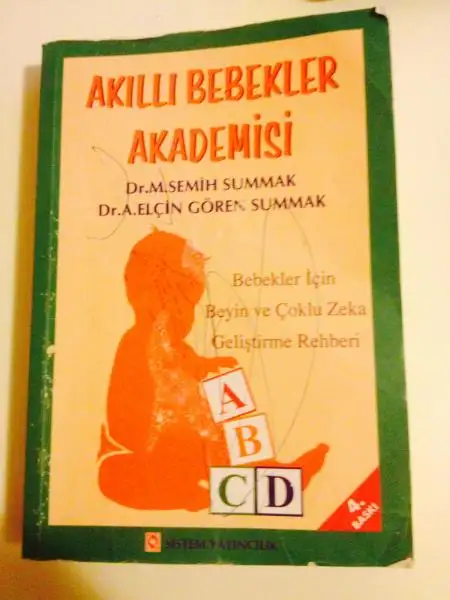 AKILLI BEBEKLER
AKADEMİSİ
Dr.M.SEMİH SUMMAK
Dr.A.ELÇİN GÖREN SUMMAK
Bebekler İçin
Beyin ve Çoklu Zeka
Geliştirme Rehberi
A
B
C D
4.
BASKI
SİSTEM YAYINCILIK